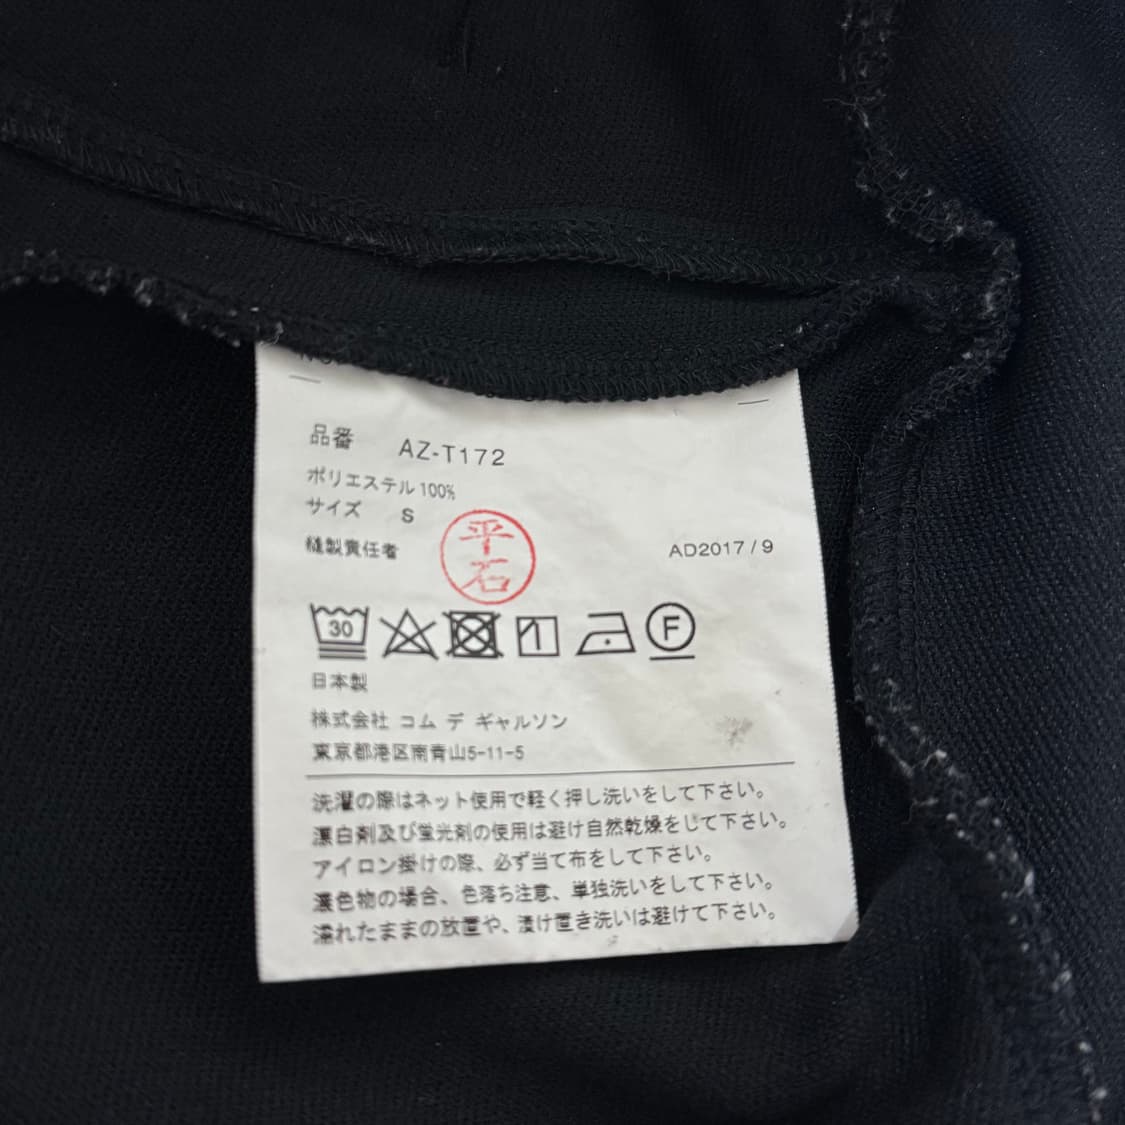 品番 AZ-T172
ポリエステル 100%
サイズ S
縫製責任者 平石 AD2017 / 9
30 F
日本製
株式会社 コム デ ギャルソン
東京都港区南青山5-11-5
洗濯の際はネット使用で軽く押し洗いをして下さい。
漂白剤及び蛍光剤の使用は避け自然乾燥をして下さい。
アイロン掛けの際、必ず当て布をして下さい。
濃色物の場合、色落ち注意、単独洗いをして下さい。
濡れたままの放置や、漬け置き洗いは避けて下さい。